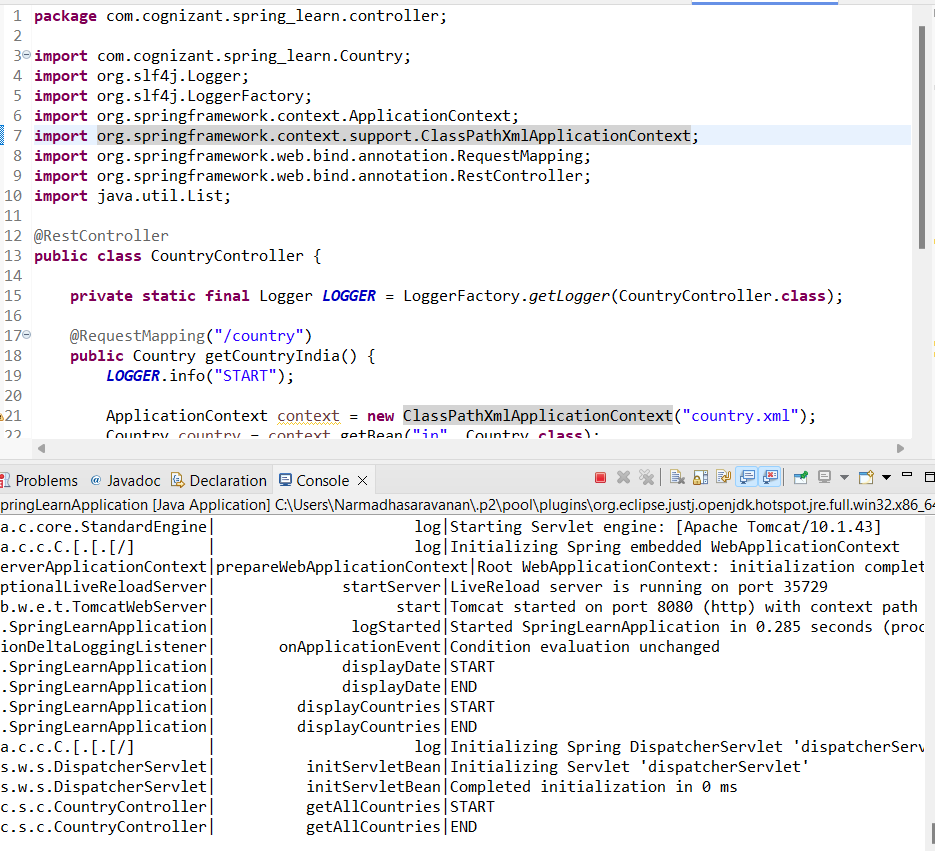 1 package com.cognizant.spring_learn.controller;
2
3 import com.cognizant.spring_learn.Country;
4 import org.slf4j.Logger;
5 import org.slf4j.LoggerFactory;
6 import org.springframework.context.ApplicationContext;
7 import org.springframework.context.support.ClassPathXmlApplicationContext;
8 import org.springframework.web.bind.annotation.RequestMapping;
9 import org.springframework.web.bind.annotation.RestController;
10 import java.util.List;
11
12 @RestController
13 public class CountryController {
14
15 private static final Logger LOGGER = LoggerFactory.getLogger(CountryController.class);
16
17 @RequestMapping("/country")
18 public Country getCountryIndia() {
19 LOGGER.info("START");
20
21 ApplicationContext context = new ClassPathXmlApplicationContext("country.xml");
22 Country country = context.getBean("in", Country.class);
Problems @ Javadoc Declaration Console
pringLearnApplication [Java Application] C:\Users\Narmadhasaravanan\.p2\pool\plugins\org.eclipse.justj.openjdk.hotspot.jre.full.win32.x86_64
a.c.core.StandardEngine| log|Starting Servlet engine: [Apache Tomcat/10.1.43]
a.c.c.C.[.[.[/] | log|Initializing Spring embedded WebApplicationContext
erverApplicationContext|prepareWebApplicationContext|Root WebApplicationContext: initialization complet
ptionalLiveReloadServer| startServer|LiveReload server is running on port 35729
b.w.e.t.TomcatWebServer| start|Tomcat started on port 8080 (http) with context path
.SpringLearnApplication| logStarted|Started SpringLearnApplication in 0.285 seconds (proc
ionDeltaLoggingListener| onApplicationEvent|Condition evaluation unchanged
.SpringLearnApplication| displayDate|START
.SpringLearnApplication| displayDate|END
.SpringLearnApplication| displayCountries|START
.SpringLearnApplication| displayCountries|END
a.c.c.C.[.[.[/] | log|Initializing Spring DispatcherServlet 'dispatcherServ
s.w.s.DispatcherServlet| initServletBean|Initializing Servlet 'dispatcherServlet'
s.w.s.DispatcherServlet| initServletBean|Completed initialization in 0 ms
c.s.c.CountryController| getAllCountries|START
c.s.c.CountryController| getAllCountries|END